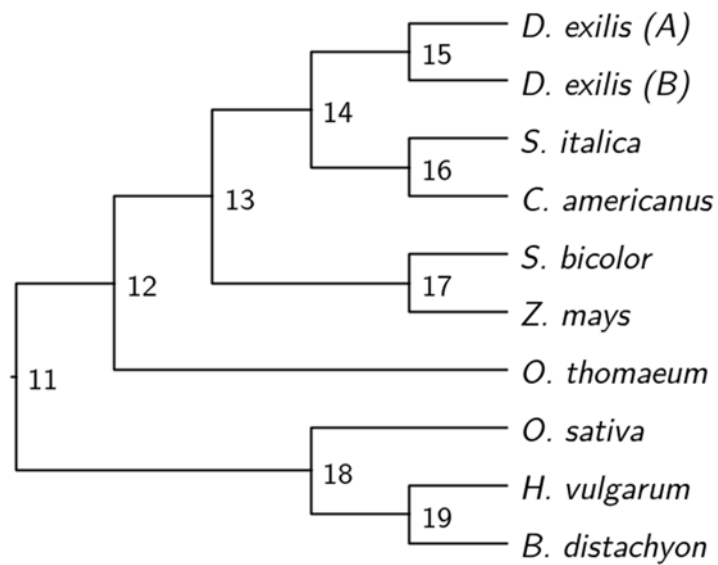 D. exilis (A)
15
D. exilis (B)
14
S. italica
16
C. americanus
13
S. bicolor
12
17
Z. mays
O. thomaeum
11
O. sativa
18
H. vulgarum
19
B. distachyon